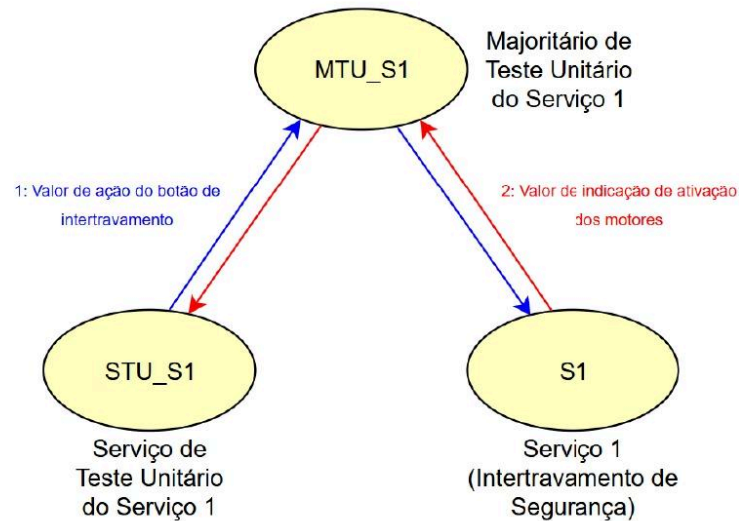 MTU_S1
Majoritário de
Teste Unitário
do Serviço 1
1: Valor de ação do botão de
intertravamento
2: Valor de indicação de ativação
dos motores
STU_S1
S1
Serviço de
Teste Unitário
do Serviço 1
Serviço 1
(Intertravamento de
Segurança)